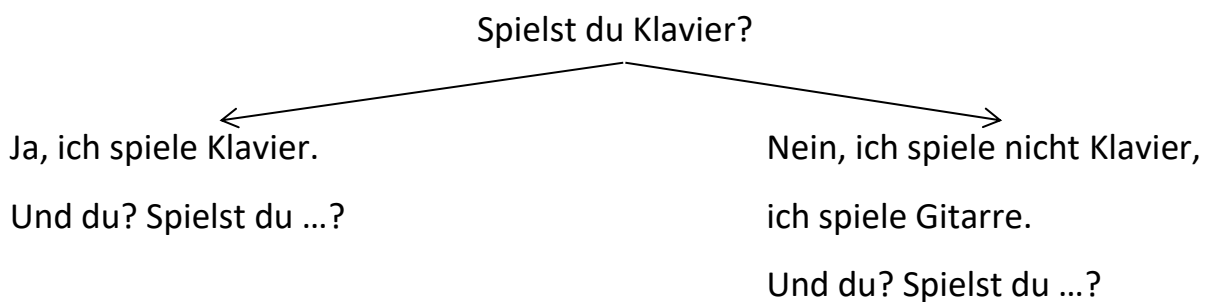 Spielst du Klavier?
Ja, ich spiele Klavier.
Und du? Spielst du …?
Nein, ich spiele nicht Klavier,
ich spiele Gitarre.
Und du? Spielst du …?